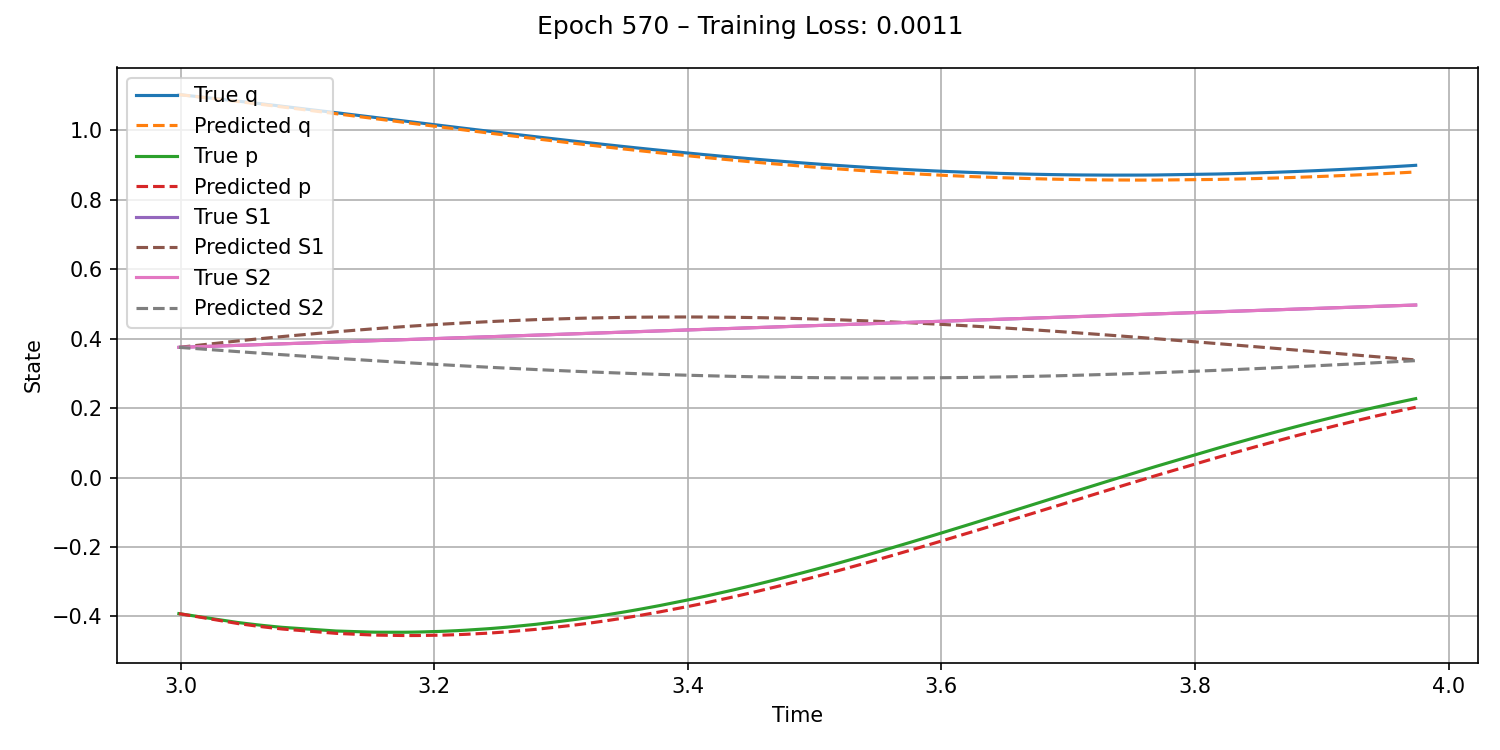 Epoch 570 – Training Loss: 0.0011
True q
Predicted q
True p
Predicted p
True S1
Predicted S1
True S2
Predicted S2
State
1.0
0.8
0.6
0.4
0.2
0.0
−0.2
−0.4
3.0 3.2 3.4 3.6 3.8 4.0
Time